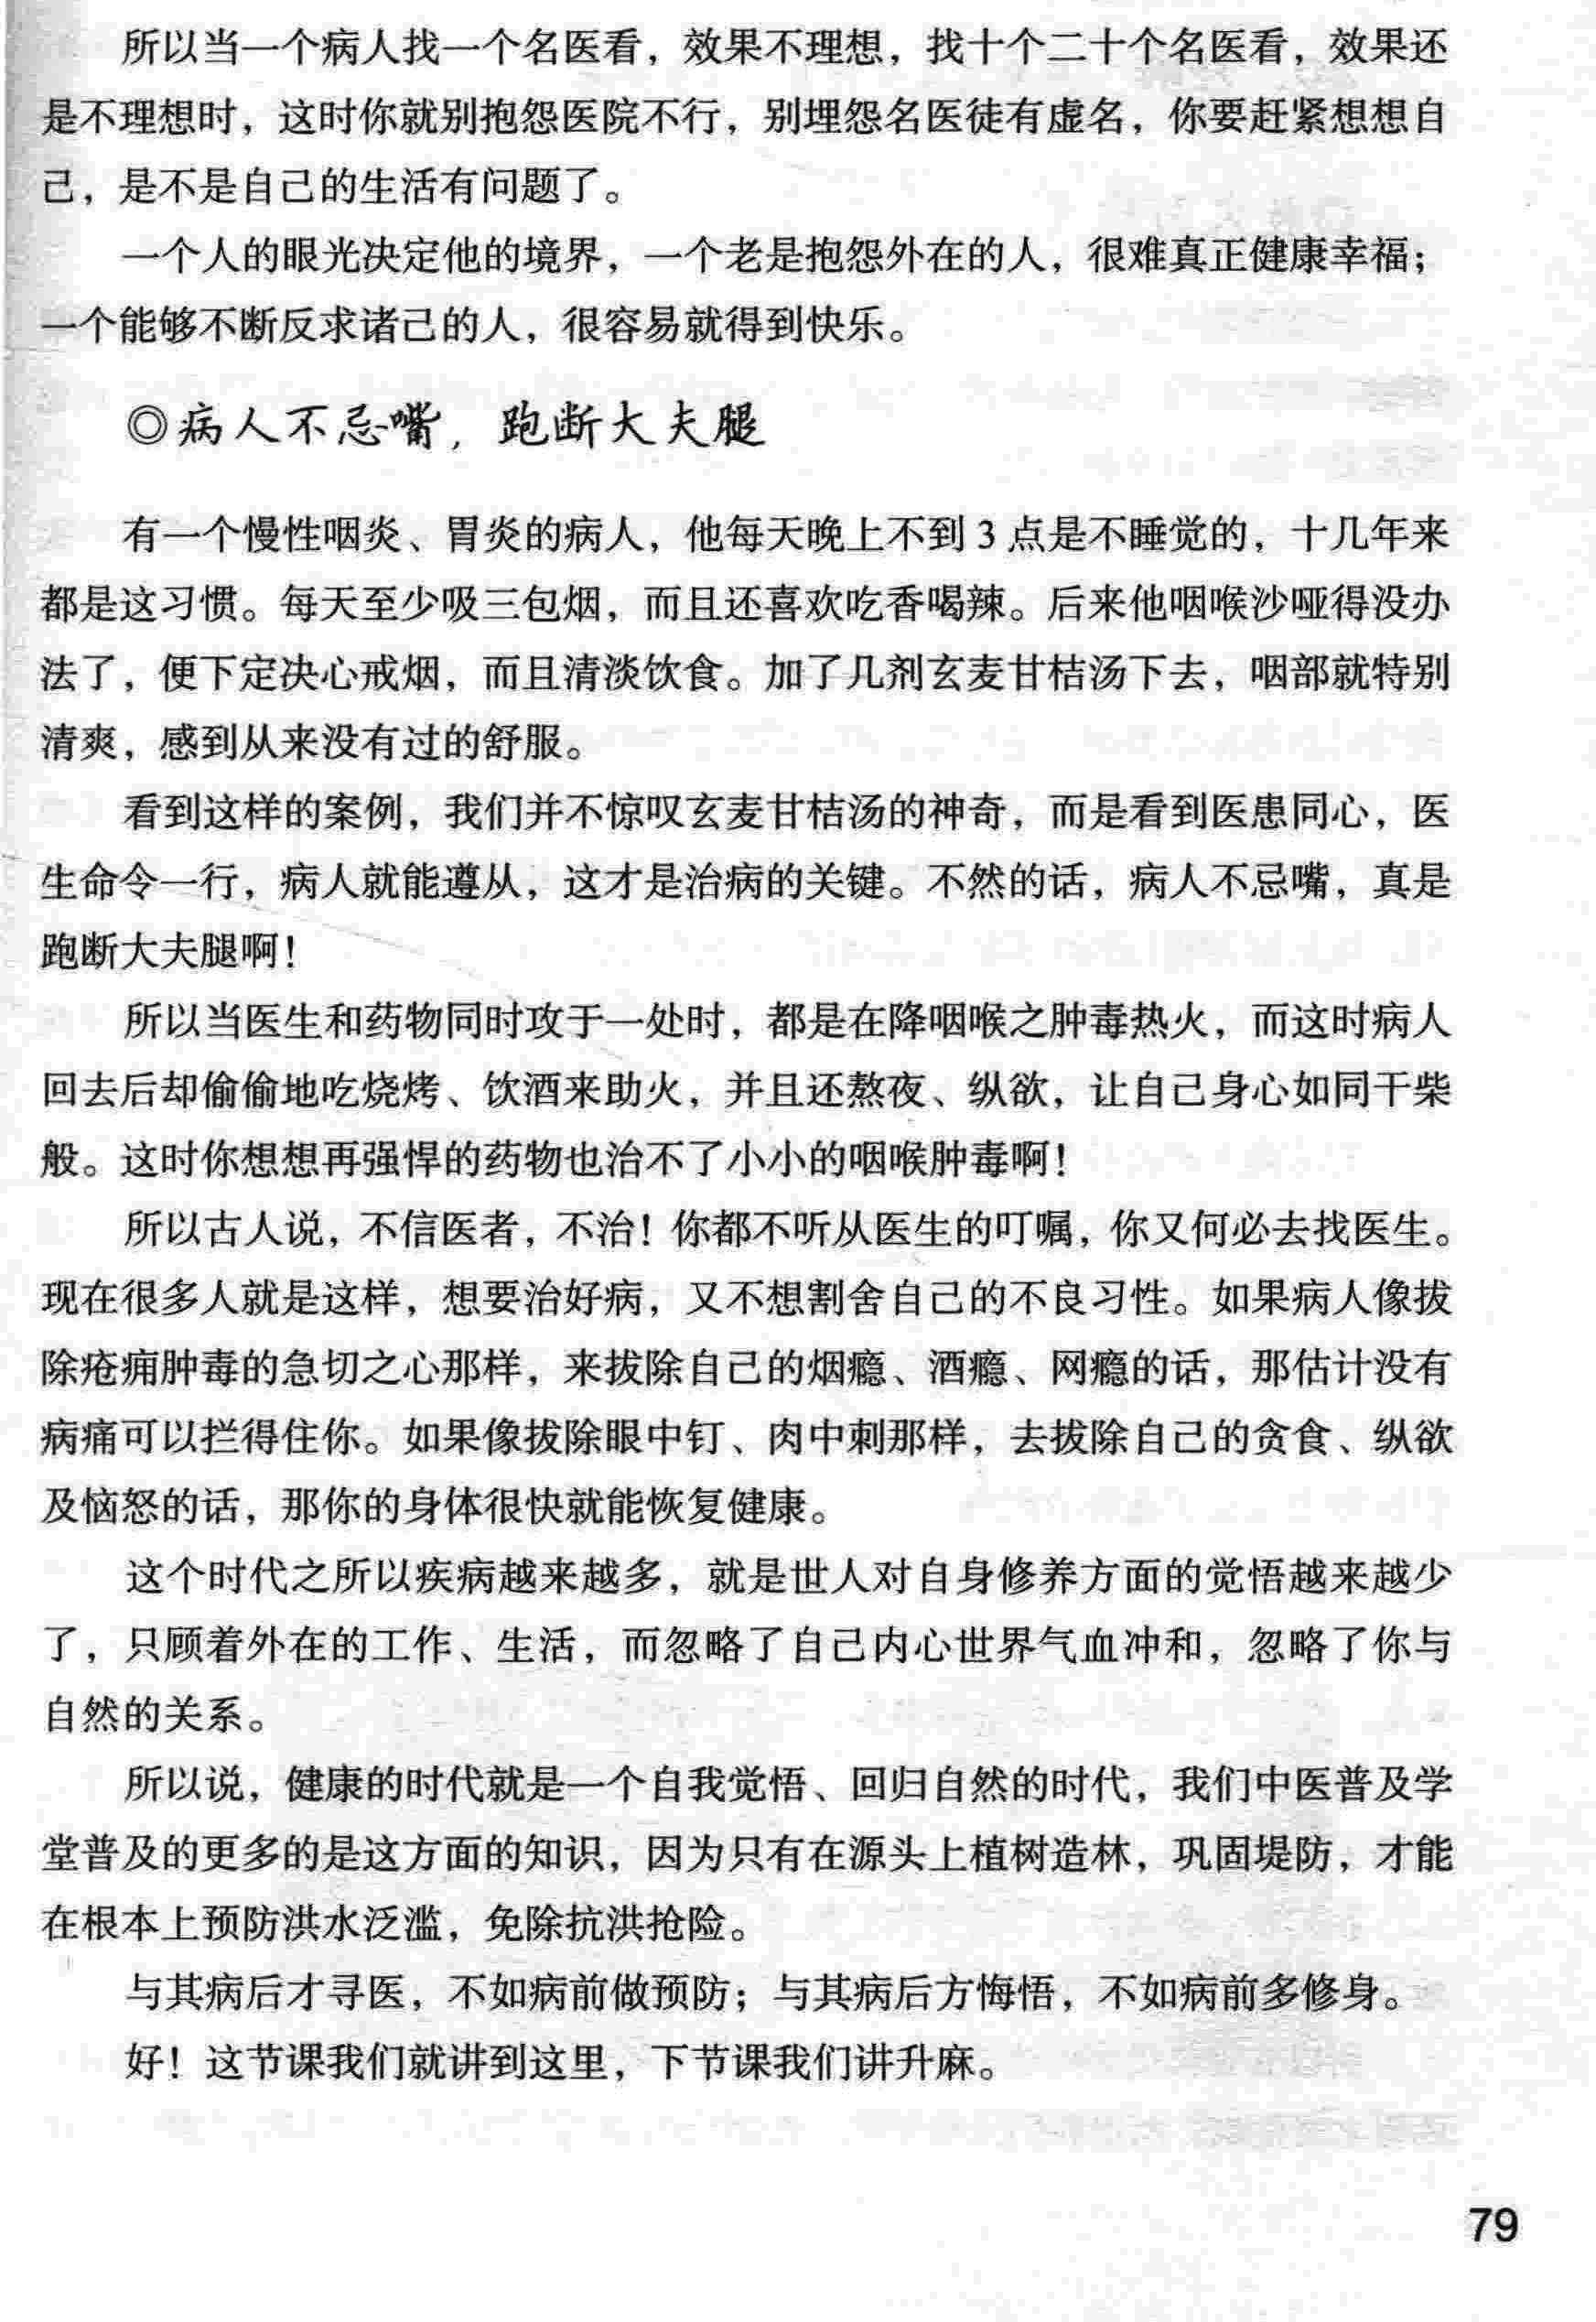 所以当一个病人找一个名医看，效果不理想，找十个二十个名医看，效果还
是不理想时，这时你就别抱怨医院不行，别埋怨名医徒有虚名，你要赶紧想想自
己，是不是自己的生活有问题了。
一个人的眼光决定他的境界，一个老是抱怨外在的人，很难真正健康幸福；
一个能够不断反求诸己的人，很容易就得到快乐。
◎病人不忌嘴，跑断大夫腿
有一个慢性咽炎、胃炎的病人，他每天晚上不到3点是不睡觉的，十几年来
都是这习惯。每天至少吸三包烟，而且还喜欢吃香喝辣。后来他咽喉沙哑得没办
法了，便下定决心戒烟，而且清淡饮食。加了几剂玄麦甘桔汤下去，咽部就特别
清爽，感到从来没有过的舒服。
看到这样的案例，我们并不惊叹玄麦甘桔汤的神奇，而是看到医患同心，医
生命令一行，病人就能遵从，这才是治病的关键。不然的话，病人不忌嘴，真是
跑断大夫腿啊！
所以当医生和药物同时攻于一处时，都是在降咽喉之肿毒热火，而这时病人
回去后却偷偷地吃烧烤、饮酒来助火，并且还熬夜、纵欲，让自己身心如同干柴
般。这时你想想再强悍的药物也治不了小小的咽喉肿毒啊！
所以古人说，不信医者，不治！你都不听从医生的叮嘱，你又何必去找医生。
现在很多人就是这样，想要治好病，又不想割舍自己的不良习性。如果病人像拔
除疮痈肿毒的急切之心那样，来拔除自己的烟瘾、酒瘾、网瘾的话，那估计没有
病痛可以拦得住你。如果像拔除眼中钉、肉中刺那样，去拔除自己的贪食、纵欲
及恼怒的话，那你的身体很快就能恢复健康。
这个时代之所以疾病越来越多，就是世人对自身修养方面的觉悟越来越少
了，只顾着外在的工作、生活，而忽略了自己内心世界气血冲和，忽略了你与
自然的关系。
所以说，健康的时代就是一个自我觉悟、回归自然的时代，我们中医普及学
堂普及的更多的是这方面的知识，因为只有在源头上植树造林，巩固堤防，才能
在根本上预防洪水泛滥，免除抗洪抢险。
与其病后才寻医，不如病前做预防；与其病后方悔悟，不如病前多修身。
好！这节课我们就讲到这里，下节课我们讲升麻。
79